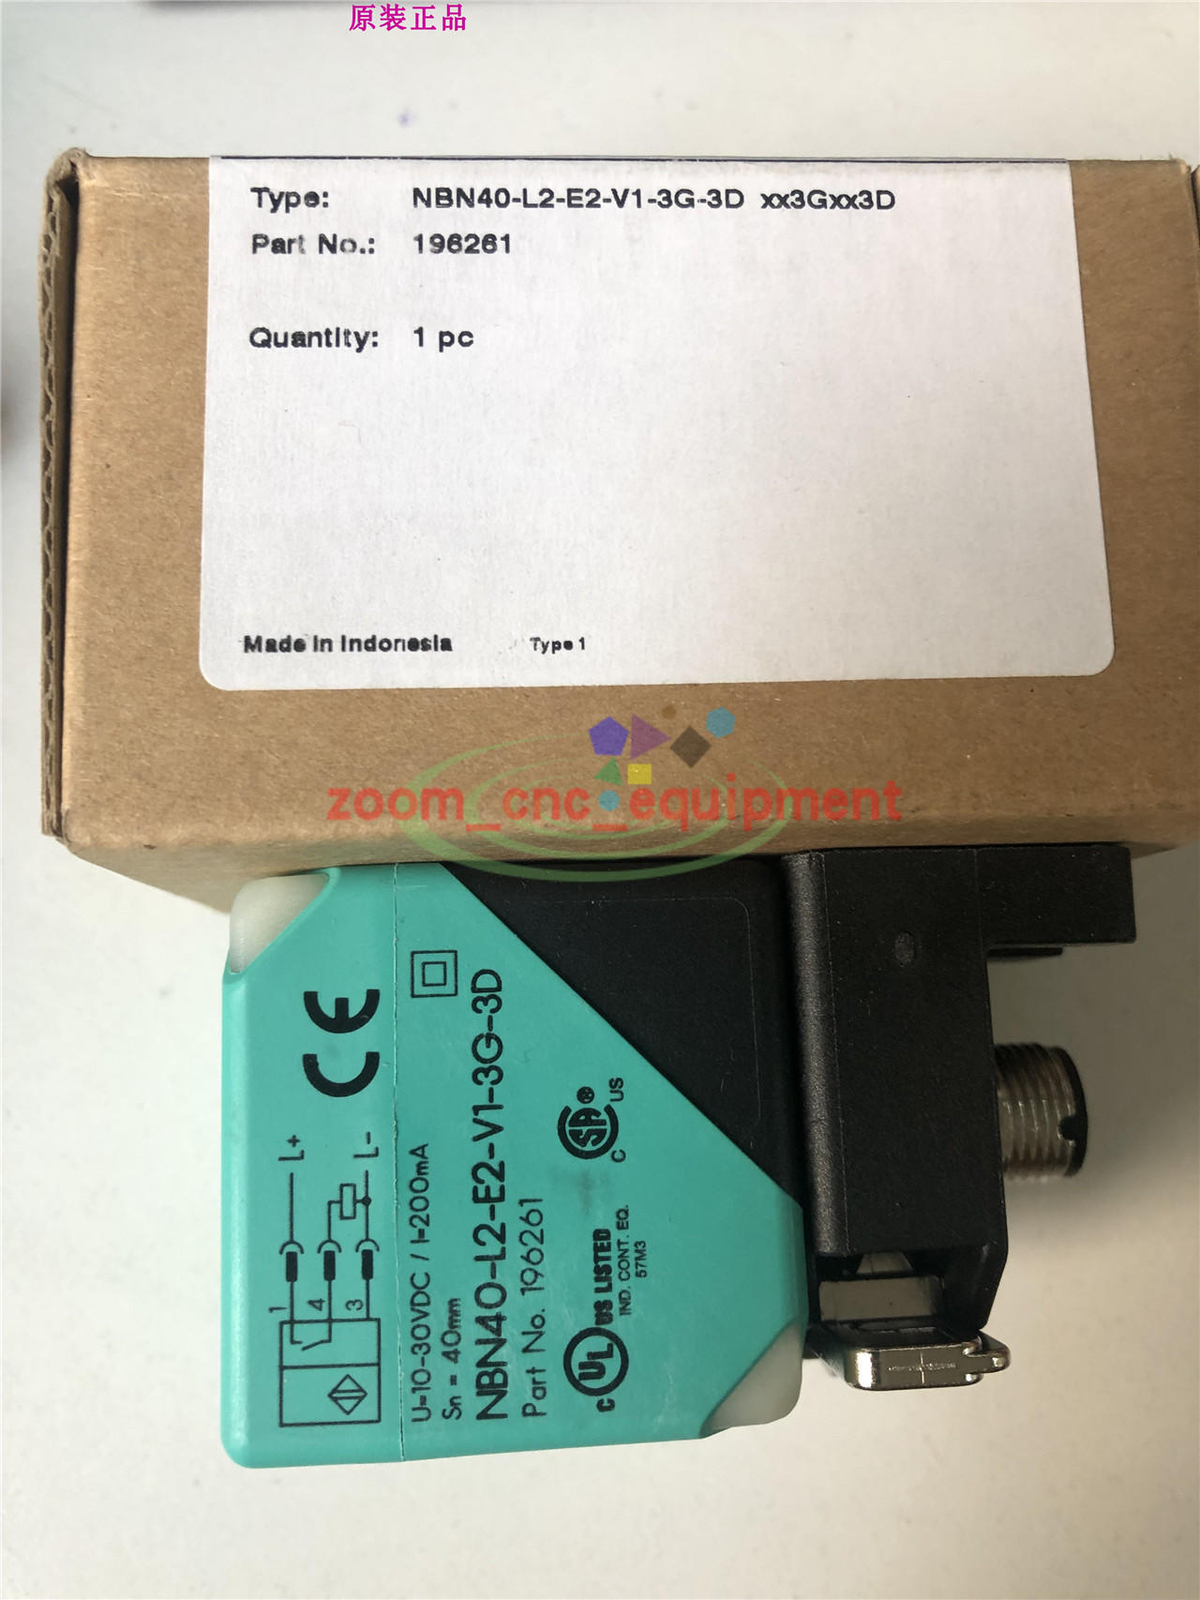 原装正品
Type: NBN40-L2-E2-V1-3G-3D xx3Gxx3D
Part No.: 196261
Quantity: 1 pc
Made in Indonesia Type 1
zoom_cnc_equipment
CE
L+
L-
1
4
3
U=10-30VDC / I=200mA
Sn = 40mm
NBN40-L2-E2-V1-3G-3D
Part No. 196261
C UL US LISTED
IND. CONT. EQ.
57M3
C SA ® US